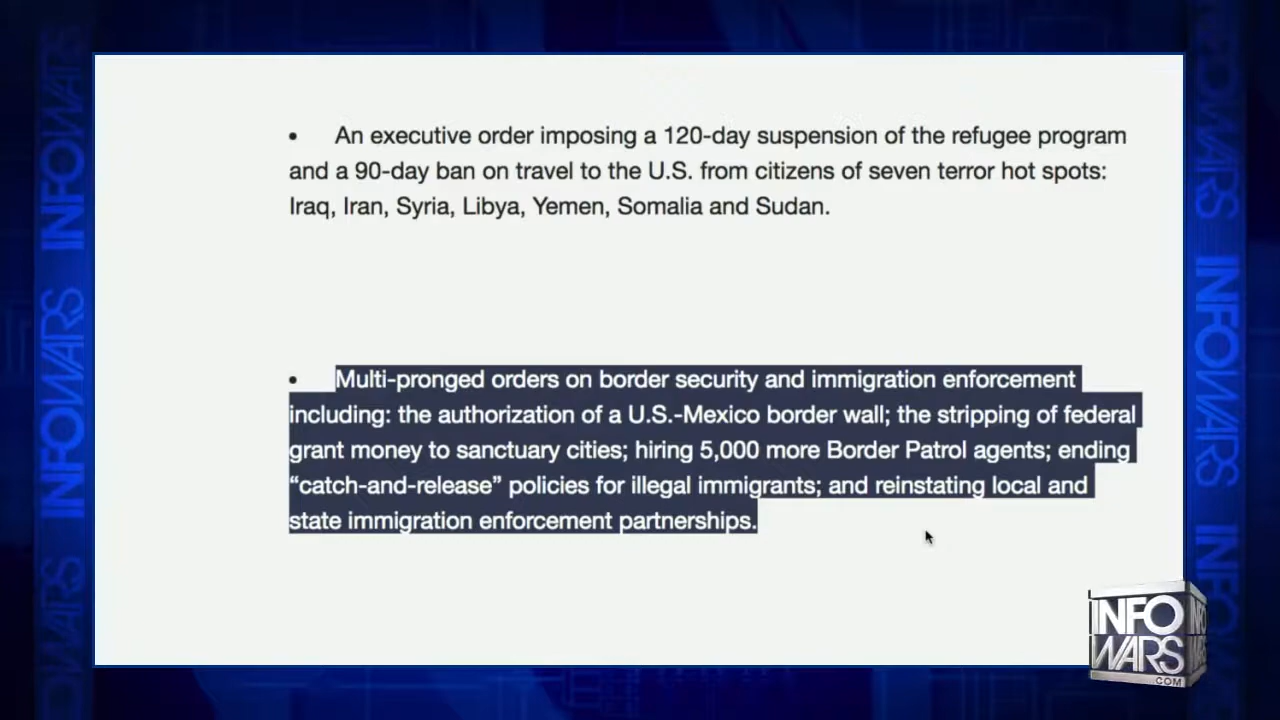 • An executive order imposing a 120-day suspension of the refugee program
and a 90-day ban on travel to the U.S. from citizens of seven terror hot spots:
Iraq, Iran, Syria, Libya, Yemen, Somalia and Sudan.
• Multi-pronged orders on border security and immigration enforcement
including: the authorization of a U.S.-Mexico border wall; the stripping of federal
grant money to sanctuary cities; hiring 5,000 more Border Patrol agents; ending
“catch-and-release” policies for illegal immigrants; and reinstating local and
state immigration enforcement partnerships.
INFOWARS
INFOWARS
INFOWARS
INFOWARS
INFOWARS
INFOWARS
INFO
WARS
.COM